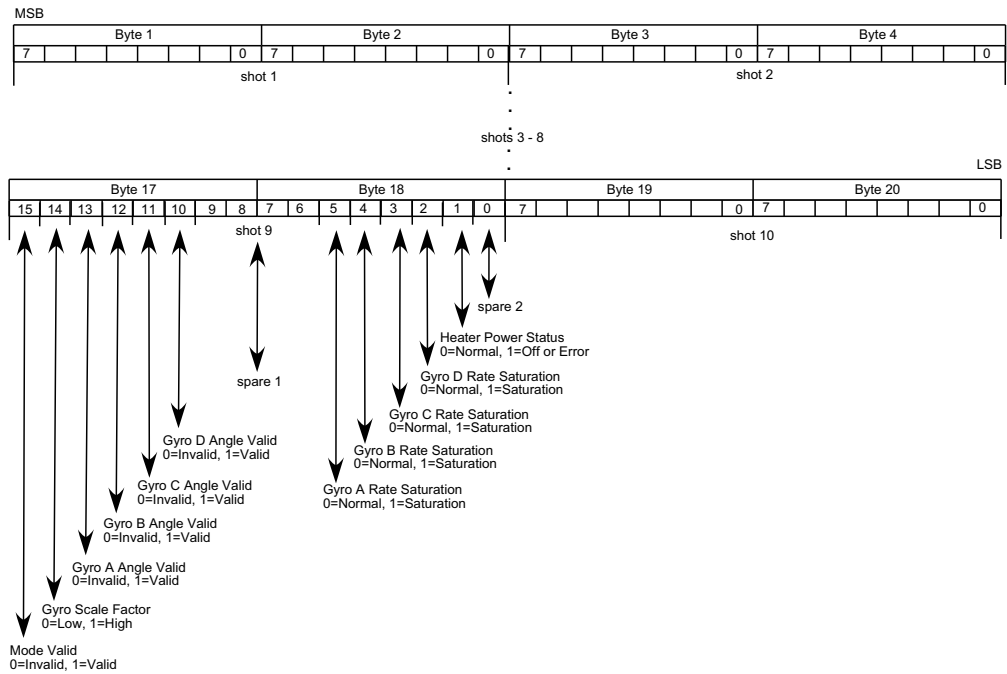 MSB
Byte 1 Byte 2 Byte 3 Byte 4
7 0 7 0 7 0 7 0
shot 1 shot 2
shots 3 - 8
LSB
Byte 17 Byte 18 Byte 19 Byte 20
15 14 13 12 11 10 9 8 7 6 5 4 3 2 1 0 7 0 7 0
shot 9 shot 10
spare 2
Heater Power Status
0=Normal, 1=Off or Error
spare 1
Gyro D Rate Saturation
0=Normal, 1=Saturation
Gyro C Rate Saturation
0=Normal, 1=Saturation
Gyro D Angle Valid
0=Invalid, 1=Valid
Gyro B Rate Saturation
0=Normal, 1=Saturation
Gyro C Angle Valid
0=Invalid, 1=Valid
Gyro A Rate Saturation
0=Normal, 1=Saturation
Gyro B Angle Valid
0=Invalid, 1=Valid
Gyro A Angle Valid
0=Invalid, 1=Valid
Gyro Scale Factor
0=Low, 1=High
Mode Valid
0=Invalid, 1=Valid